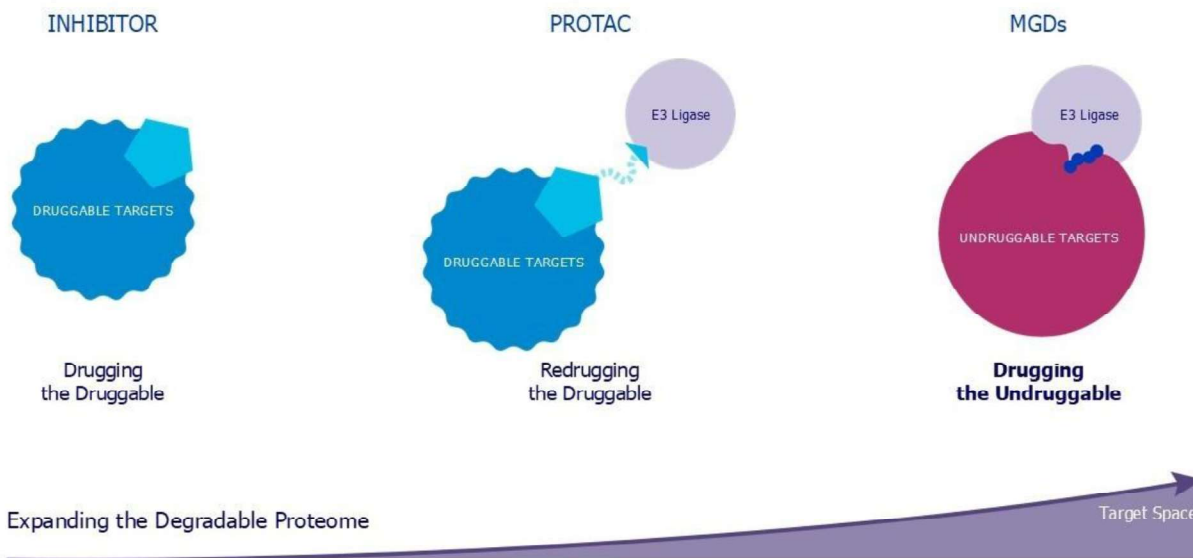 INHIBITOR
PROTAC
MGDs
E3 Ligase
E3 Ligase
DRUGGABLE TARGETS
DRUGGABLE TARGETS
UNDRUGGABLE TARGETS
Drugging
the Druggable
Redrugging
the Druggable
Drugging
the Undruggable
Expanding the Degradable Proteome
Target Space